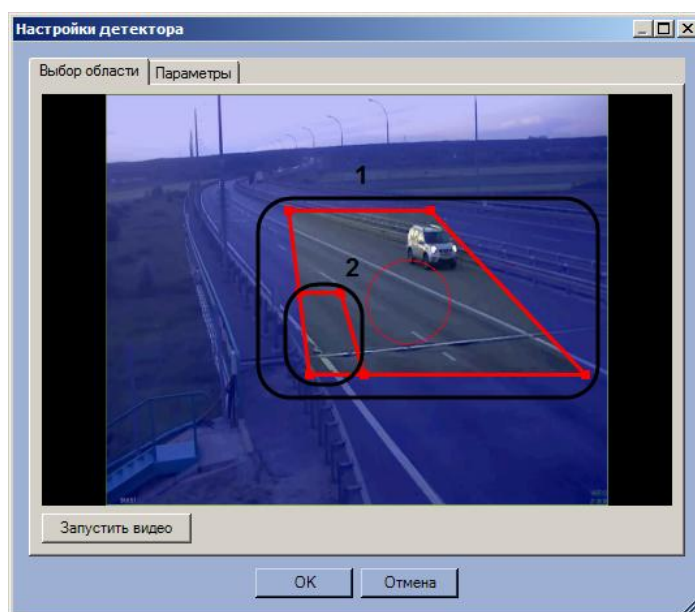 Настройки детектора
Выбор области
Параметры
1
2
Запустить видео
OK
Отмена